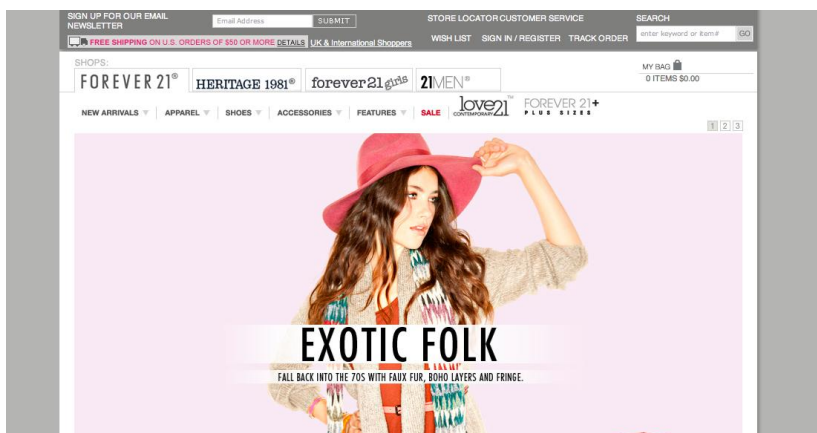 SIGN UP FOR OUR EMAIL NEWSLETTER
Email Address
SUBMIT
STORE LOCATOR CUSTOMER SERVICE
SEARCH
FREE SHIPPING ON U.S. ORDERS OF $50 OR MORE DETAILS UK & International Shoppers
WISH LIST SIGN IN / REGISTER TRACK ORDER
enter keyword or item#
GO
SHOPS:
FOREVER 21® HERITAGE 1981® forever21 girls 21MEN®
MY BAG
0 ITEMS $0.00
NEW ARRIVALS APPAREL SHOES ACCESSORIES FEATURES SALE love21™ CONTEMPORARY FOREVER 21+ PLUS SIZES
1 2 3
EXOTIC FOLK
FALL BACK INTO THE 70S WITH FAUX FUR, BOHO LAYERS AND FRINGE.